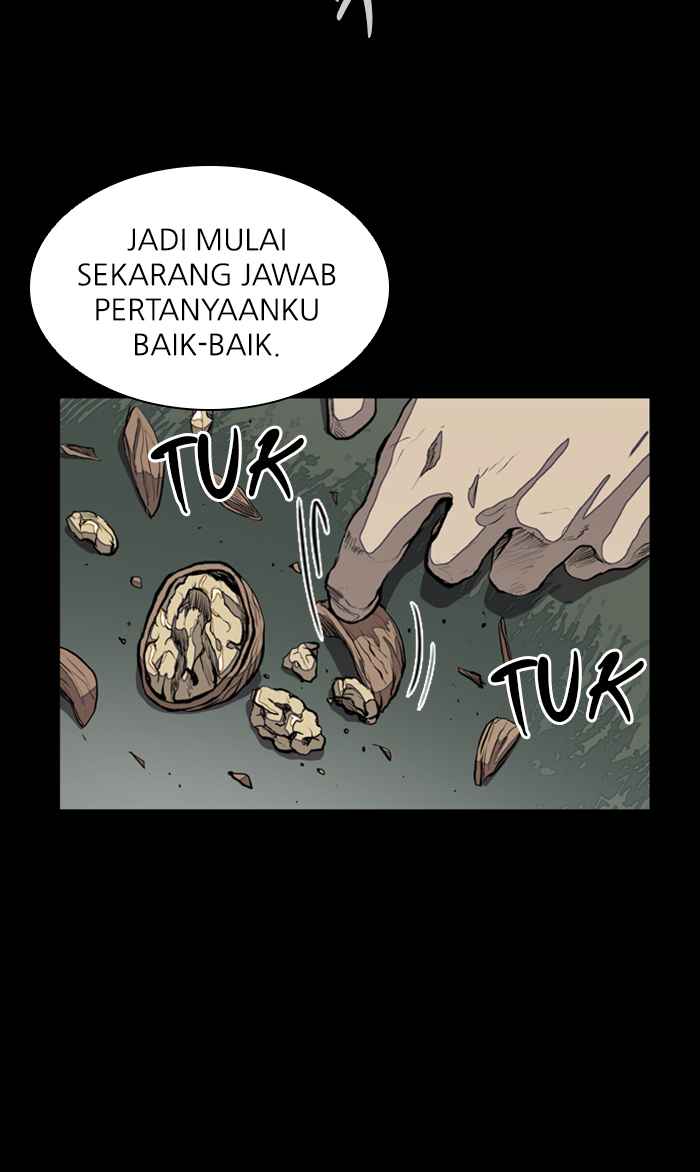 JADI MULAI
SEKARANG JAWAB
PERTANYAANKU
BAIK-BAIK.
TUK
TUK